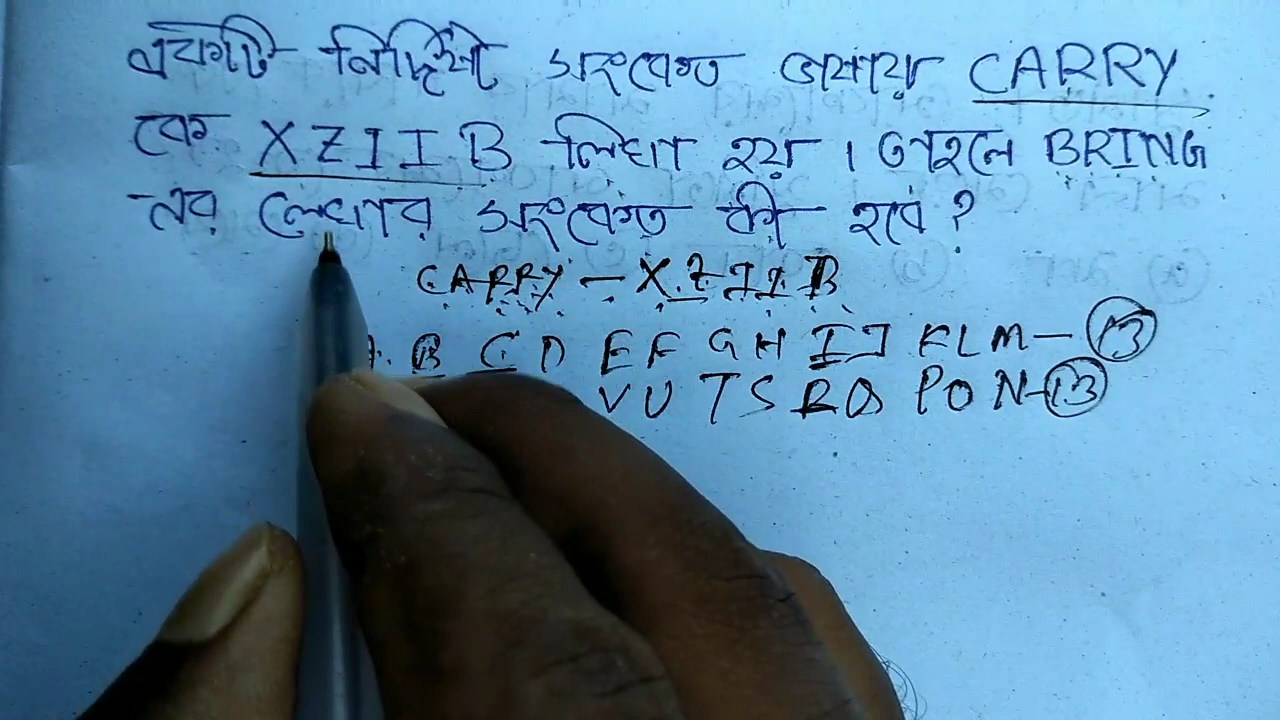 একটি নির্দিষ্ট সংকেত ভাষায় CARRY
কে XZIIB লিখা হয়। তাহলে BRING
এর লেখার সংকেত কী হবে?
CARRY - XZIIB
B C D E F G H I J K L M - 13
V U T S R Q P O N - 13